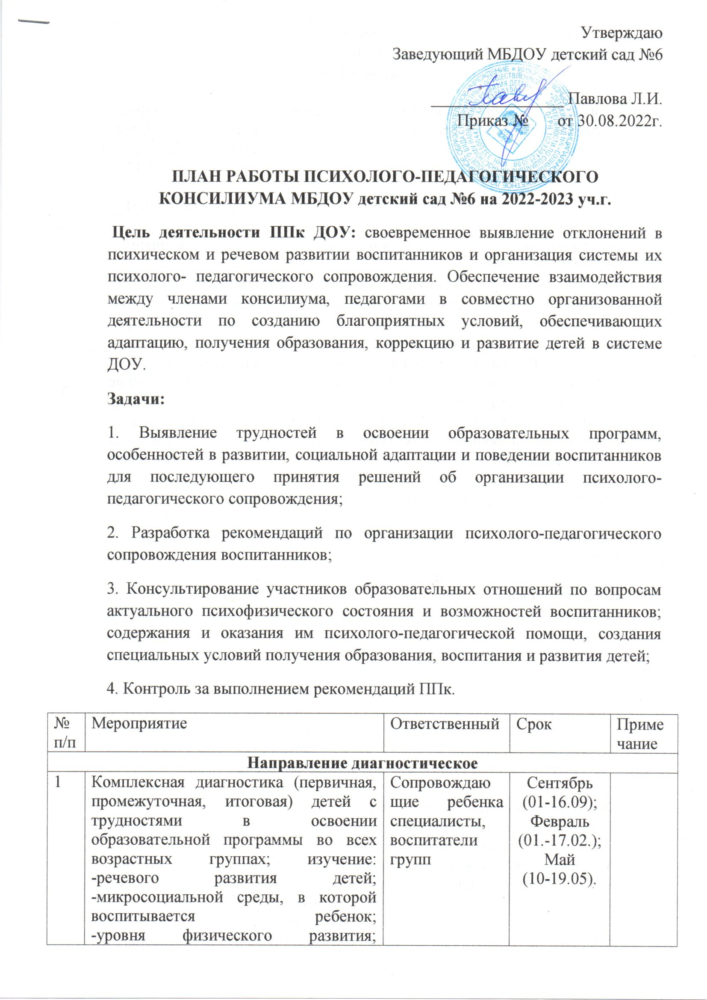 Утверждаю
Заведующий МБДОУ детский сад №6
Павлова Л.И.
Приказ № от 30.08.2022г.
ПЛАН РАБОТЫ ПСИХОЛОГО-ПЕДАГОГИЧЕСКОГО
КОНСИЛИУМА МБДОУ детский сад №6 на 2022-2023 уч.г.
Цель деятельности ППк ДОУ: своевременное выявление отклонений в
психическом и речевом развитии воспитанников и организация системы их
психолого- педагогического сопровождения. Обеспечение взаимодействия
между членами консилиума, педагогами в совместно организованной
деятельности по созданию благоприятных условий, обеспечивающих
адаптацию, получения образования, коррекцию и развитие детей в системе
ДОУ.
Задачи:
1. Выявление трудностей в освоении образовательных программ,
особенностей в развитии, социальной адаптации и поведении воспитанников
для последующего принятия решений об организации психолого-
педагогического сопровождения;
2. Разработка рекомендаций по организации психолого-педагогического
сопровождения воспитанников;
3. Консультирование участников образовательных отношений по вопросам
актуального психофизического состояния и возможностей воспитанников;
содержания и оказания им психолого-педагогической помощи, создания
специальных условий получения образования, воспитания и развития детей;
4. Контроль за выполнением рекомендаций ППк.
№
п/п
Мероприятие
Ответственный
Срок
Приме
чание
Направление диагностическое
1
Комплексная диагностика (первичная,
промежуточная, итоговая) детей с
трудностями в освоении
образовательной программы во всех
возрастных группах; изучение:
-речевого развития детей;
-микросоциальной среды, в которой
воспитывается ребенок;
-уровня физического развития;
Сопровождаю
щие ребенка
специалисты,
воспитатели
групп
Сентябрь
(01-16.09);
Февраль
(01.-17.02.);
Май
(10-19.05).